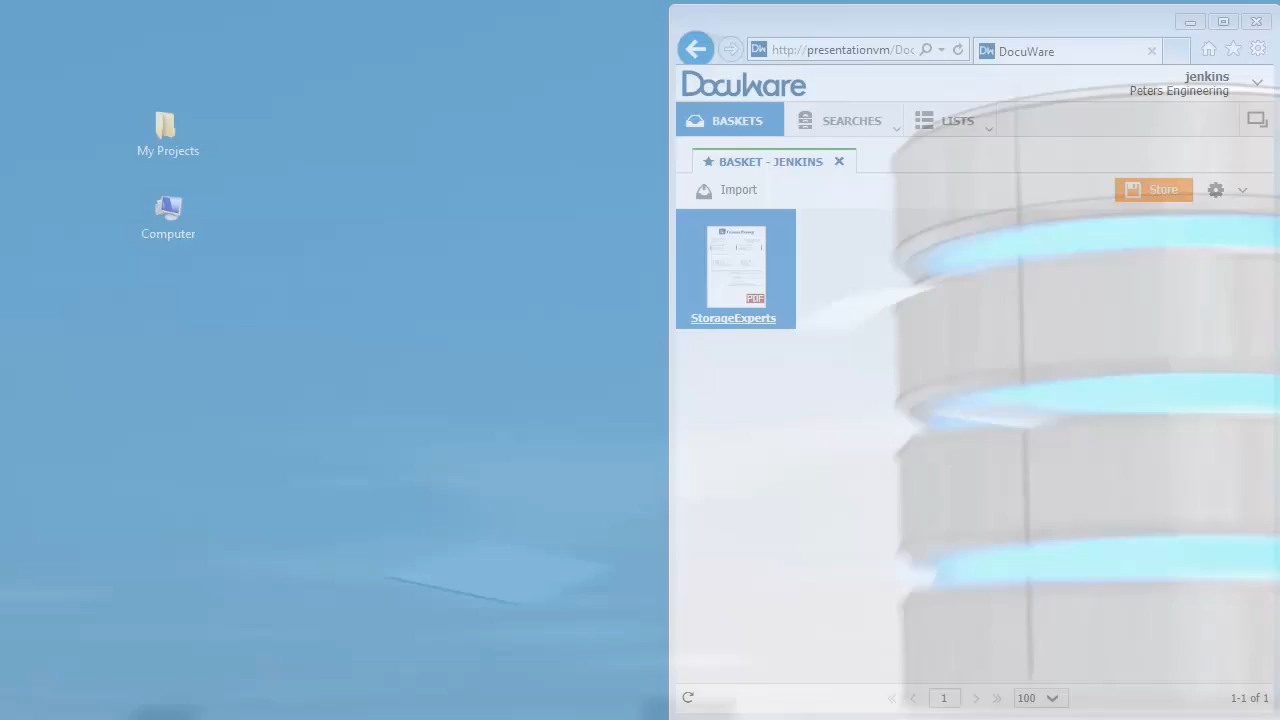 My Projects
Computer
http://presentationvm/Doc
DocuWare
DocuWare
jenkins
Peters Engineering
BASKETS
SEARCHES
LISTS
BASKET - JENKINS
Import
Store
PDF
StorageExperts
1
100
1-1 of 1